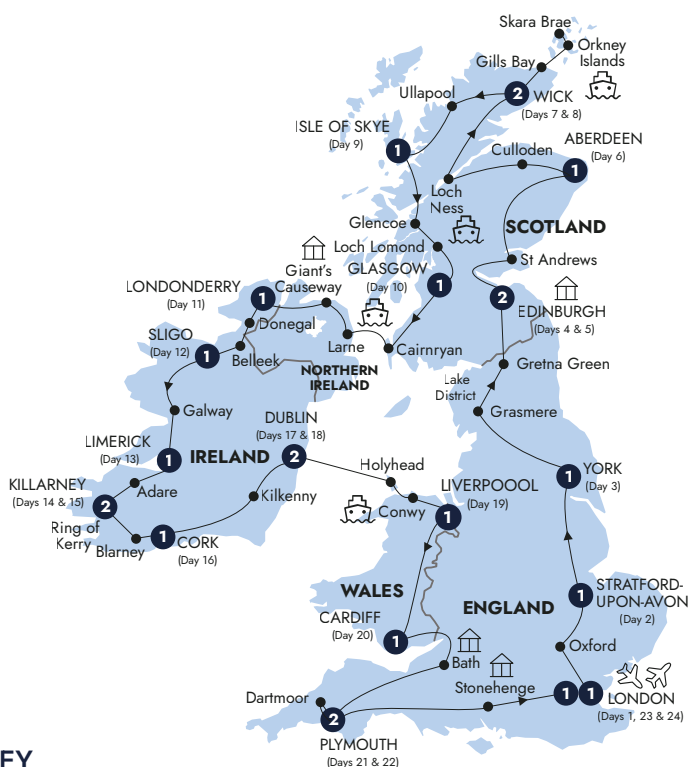 Skara Brae
Orkney
Islands
Gills Bay
Ullapool
2
WICK
(Days 7 & 8)
ISLE OF SKYE
(Day 9)
1
ABERDEEN
(Day 6)
1
Culloden
Loch
Ness
Glencoe
SCOTLAND
Loch Lomond
St Andrews
GLASGOW
(Day 10)
1
Giant's
Causeway
LONDONDERRY
(Day 11)
1
2
EDINBURGH
(Days 4 & 5)
Donegal
SLIGO
(Day 12)
1
Belleek
Larne
Cairnryan
NORTHERN
IRELAND
Gretna Green
Lake
District
Grasmere
Galway
DUBLIN
(Days 17 & 18)
2
LIMERICK
(Day 13)
1
IRELAND
Holyhead
YORK
(Day 3)
1
KILLARNEY
(Days 14 & 15)
2
Adare
Kilkenny
Conwy
LIVERPOOOL
(Day 19)
1
Ring of
Kerry
Blarney
1
CORK
(Day 16)
WALES
ENGLAND
1
STRATFORD-
UPON-AVON
(Day 2)
CARDIFF
(Day 20)
1
Oxford
Bath
Stonehenge
1
1
LONDON
(Days 1, 23 & 24)
Dartmoor
2
PLYMOUTH
(Days 21 & 22)
EY